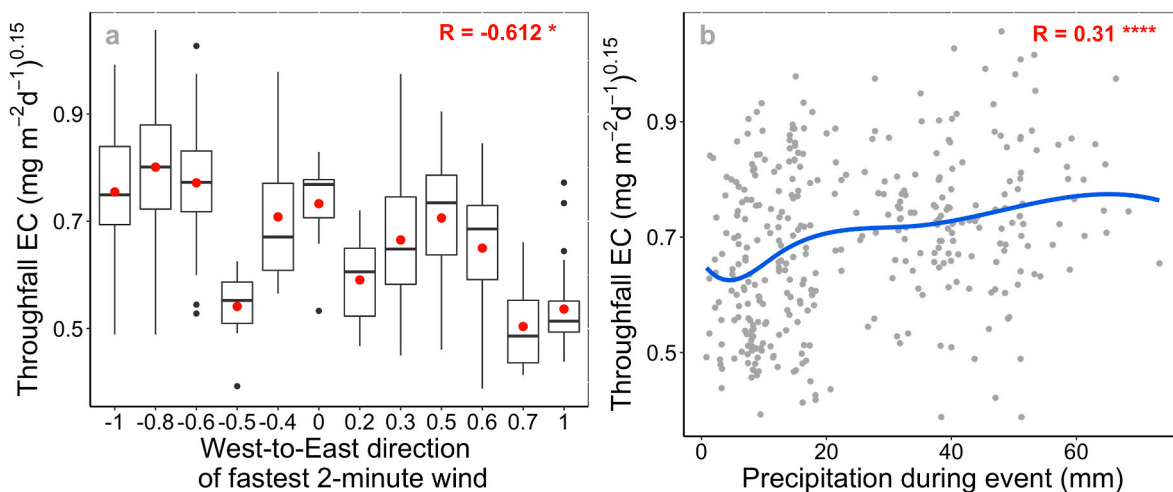 a
R = -0.612 *
Throughfall EC (mg m⁻²d⁻¹)⁰·¹⁵
0.9
0.7
0.5
-1 -0.8 -0.6 -0.5 -0.4 0 0.2 0.3 0.5 0.6 0.7 1
West-to-East direction
of fastest 2-minute wind
b
R = 0.31 ****
Throughfall EC (mg m⁻²d⁻¹)⁰·¹⁵
0.9
0.7
0.5
0 20 40 60
Precipitation during event (mm)